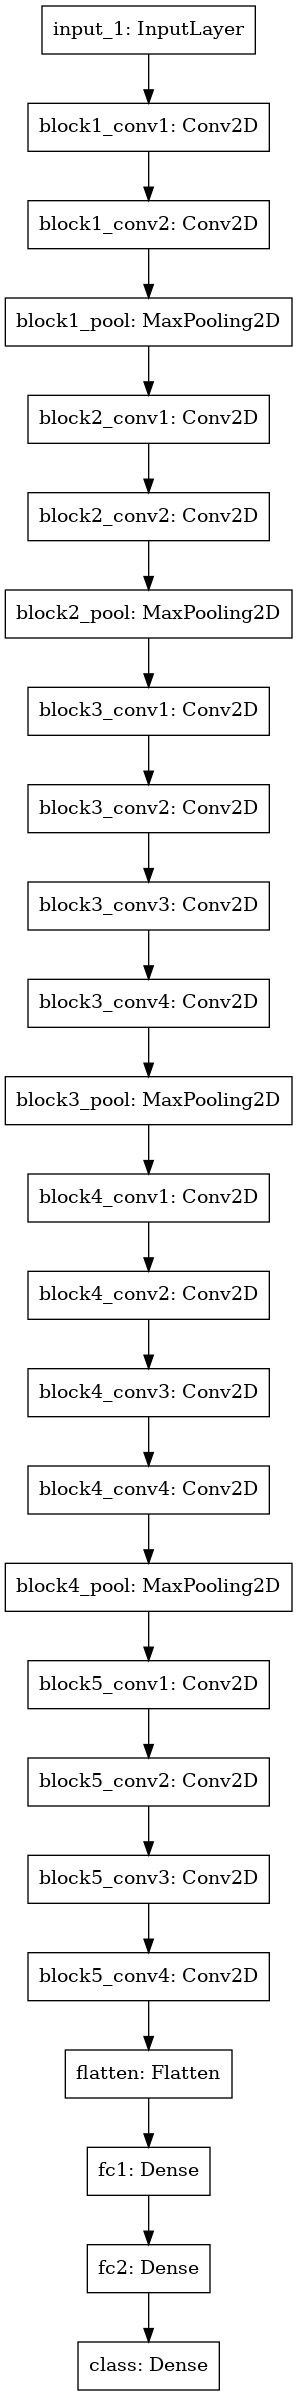 input_1: InputLayer
block1_conv1: Conv2D
block1_conv2: Conv2D
block1_pool: MaxPooling2D
block2_conv1: Conv2D
block2_conv2: Conv2D
block2_pool: MaxPooling2D
block3_conv1: Conv2D
block3_conv2: Conv2D
block3_conv3: Conv2D
block3_conv4: Conv2D
block3_pool: MaxPooling2D
block4_conv1: Conv2D
block4_conv2: Conv2D
block4_conv3: Conv2D
block4_conv4: Conv2D
block4_pool: MaxPooling2D
block5_conv1: Conv2D
block5_conv2: Conv2D
block5_conv3: Conv2D
block5_conv4: Conv2D
flatten: Flatten
fc1: Dense
fc2: Dense
class: Dense